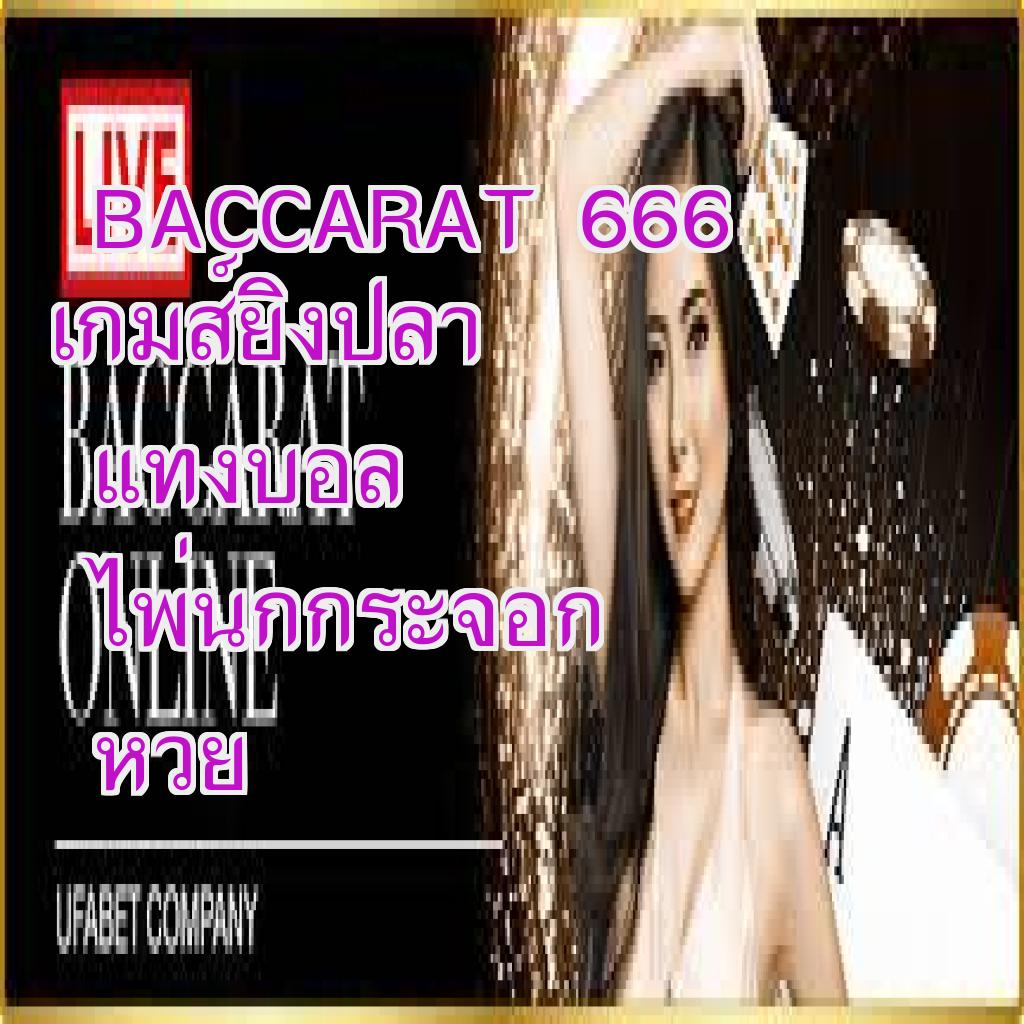 LIVE
BACCARAT 666
เกมส์ยิงปลา
BACCARAT
แทงบอล
ONLINE
ไพ่นกกระจอก
หวย
UFABET COMPANY
A